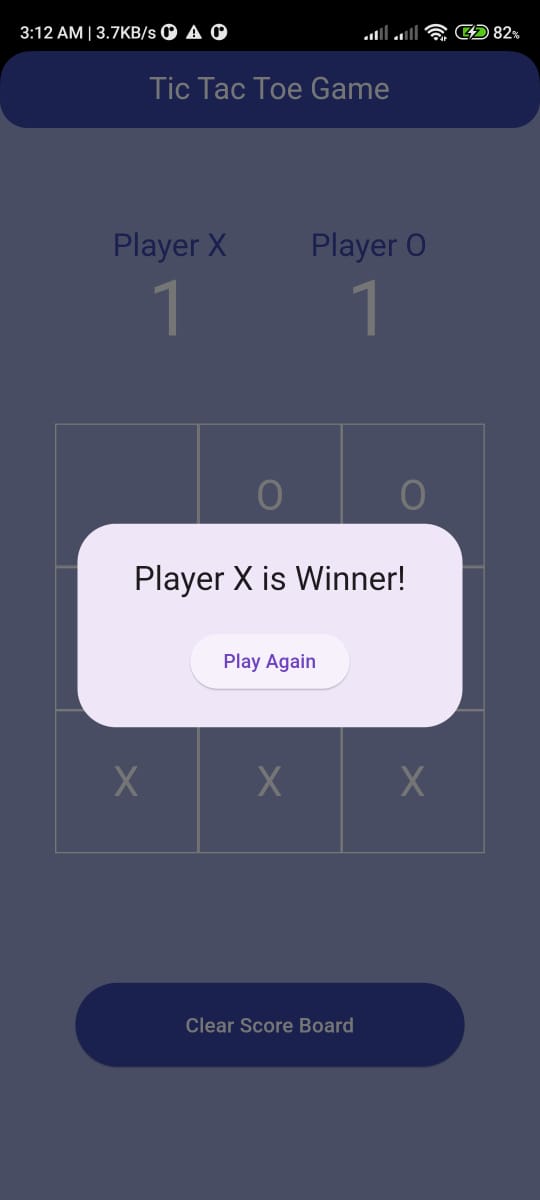 3:12 AM | 3.7KB/s 82%
Tic Tac Toe Game
Player X Player O
1 1
O O
Player X is Winner!
Play Again
X X X
Clear Score Board